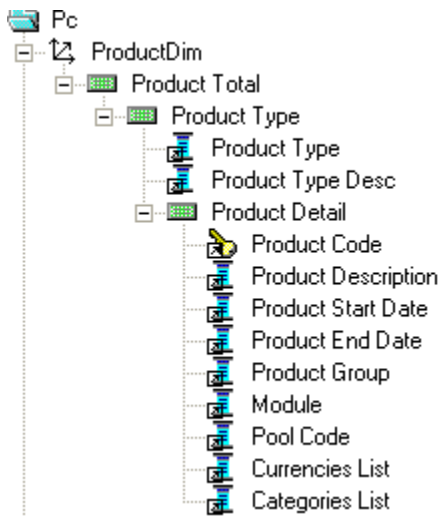 Pc
ProductDim
Product Total
Product Type
Product Type
Product Type Desc
Product Detail
Product Code
Product Description
Product Start Date
Product End Date
Product Group
Module
Pool Code
Currencies List
Categories List